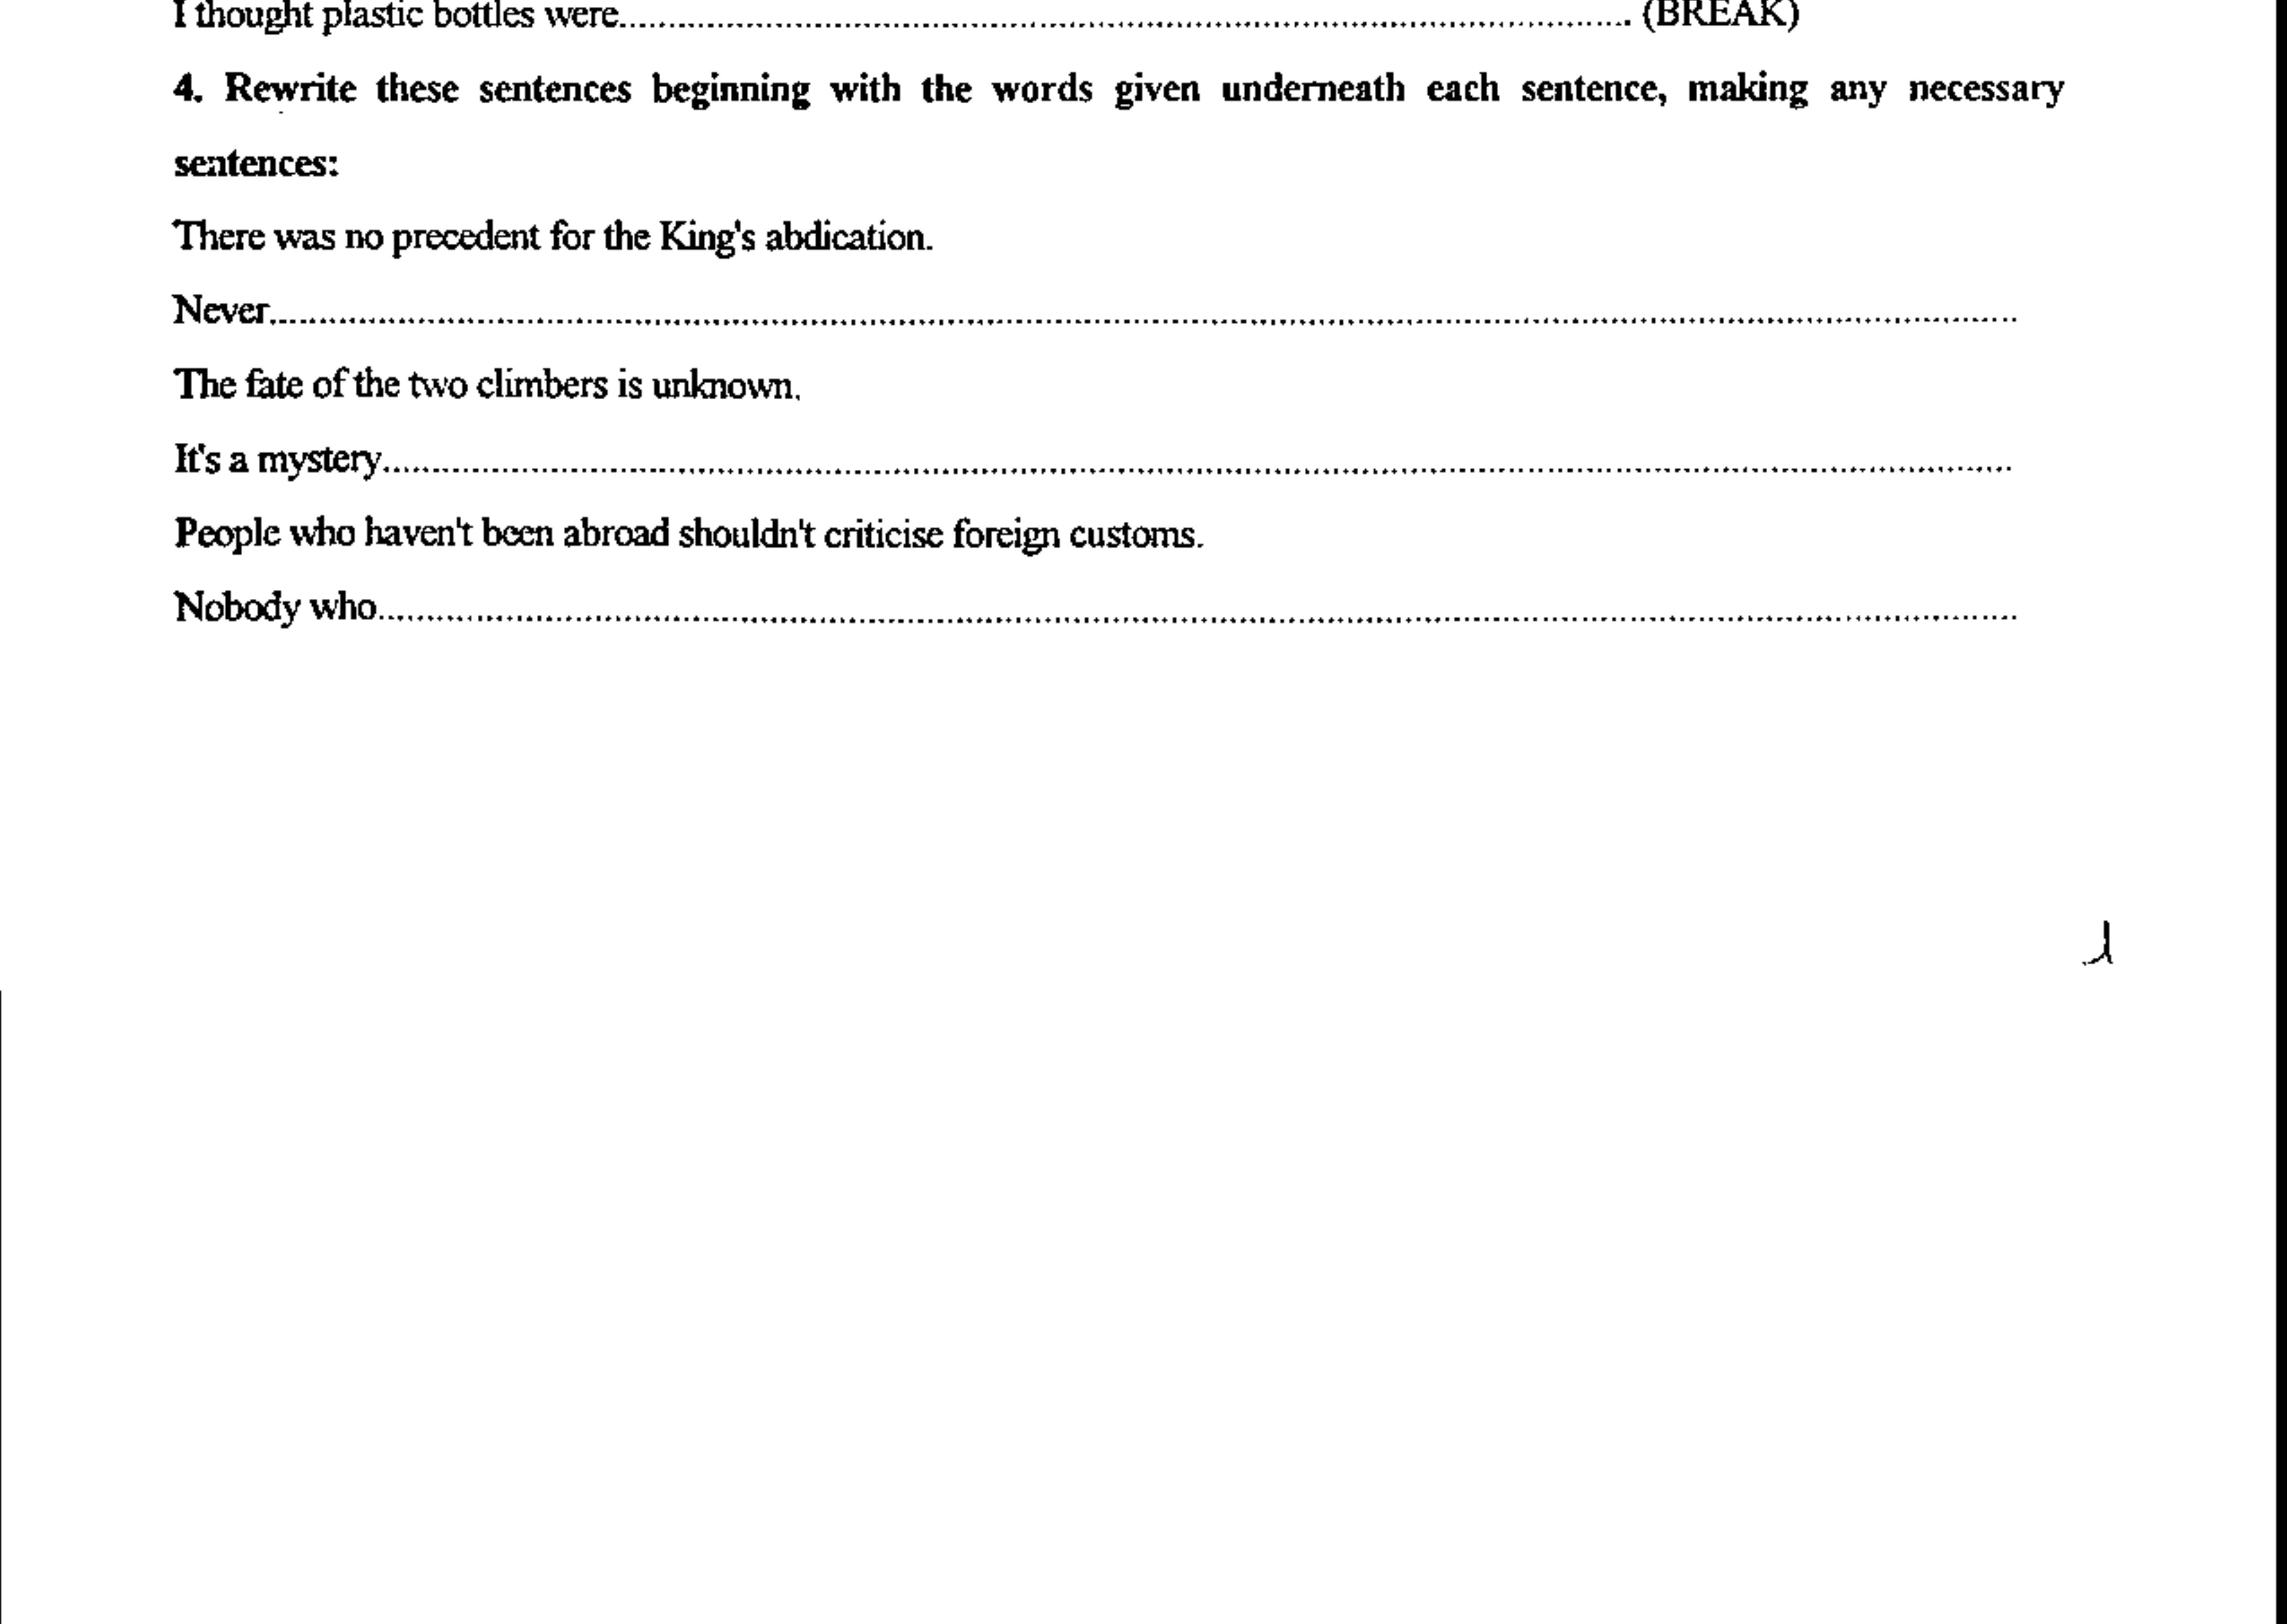 I thought plastic bottles were.................................................................. (BREAK)
4. Rewrite these sentences beginning with the words given underneath each sentence, making any necessary
sentences:
There was no precedent for the King's abdication.
Never..................................................................
The fate of the two climbers is unknown.
It's a mystery..................................................................
People who haven't been abroad shouldn't criticise foreign customs.
Nobody who..................................................................